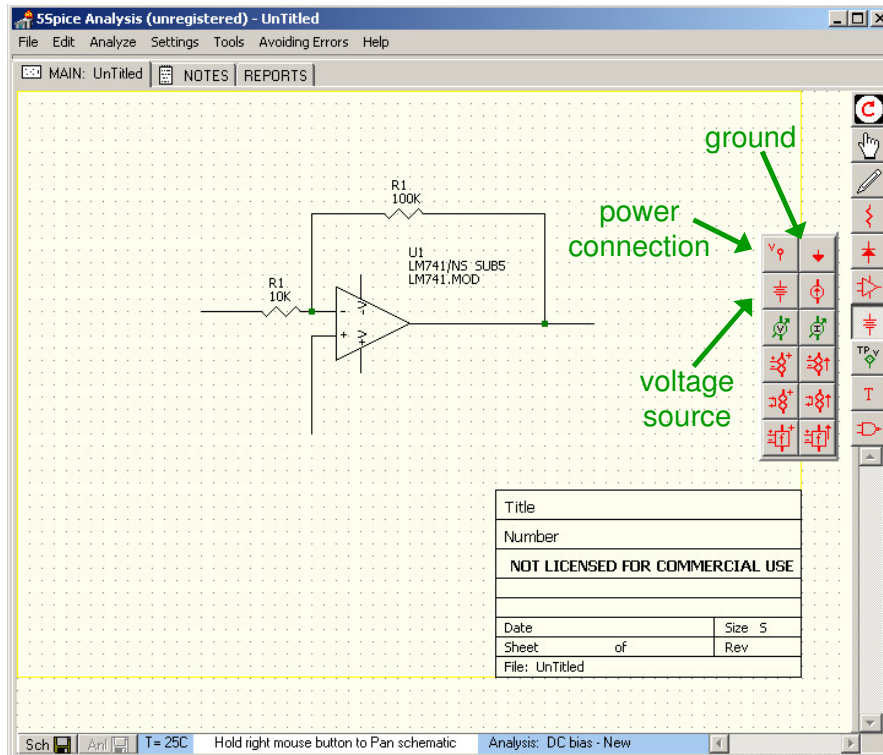 5Spice Analysis (unregistered) - UnTitled
File Edit Analyze Settings Tools Avoiding Errors Help
MAIN: UnTitled NOTES REPORTS
ground
power
connection
voltage
source
R1
100K
U1
LM741/NS SUB5
LM741.MOD
R1
10K
- V-
+ V+
V
V I
f f
C
TP V
T
Title
Number
NOT LICENSED FOR COMMERCIAL USE
Date Size S
Sheet of Rev
File: UnTitled
Sch Anl T= 25C Hold right mouse button to Pan schematic Analysis: DC bias - New